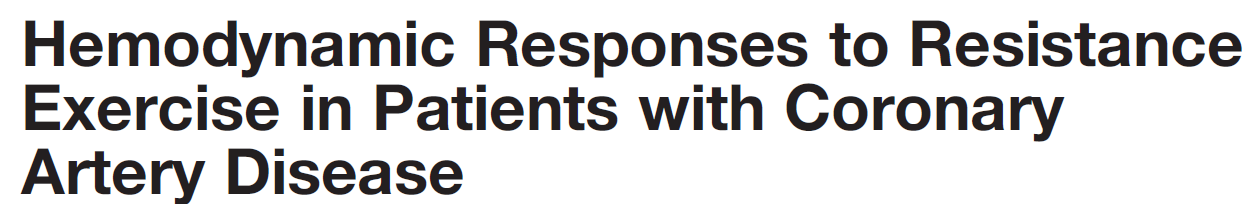 Hemodynamic Responses to Resistance
Exercise in Patients with Coronary
Artery Disease